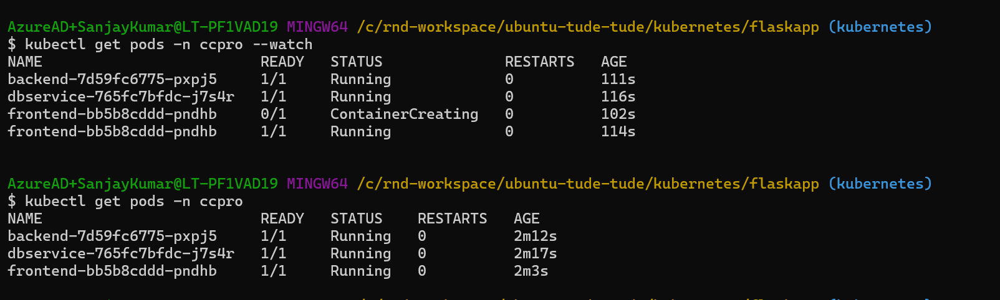 AzureAD+SanjayKumar@LT-PF1VAD19 MINGW64 /c/rnd-workspace/ubuntu-tude-tude/kubernetes/flaskapp (kubernetes)
$ kubectl get pods -n ccpro --watch
NAME                         READY   STATUS              RESTARTS   AGE
backend-7d59fc6775-pxpj5     1/1     Running             0          111s
dbservice-765fc7bfdc-j7s4r   1/1     Running             0          116s
frontend-bb5b8cddd-pndhb     0/1     ContainerCreating   0          102s
frontend-bb5b8cddd-pndhb     1/1     Running             0          114s
AzureAD+SanjayKumar@LT-PF1VAD19 MINGW64 /c/rnd-workspace/ubuntu-tude-tude/kubernetes/flaskapp (kubernetes)
$ kubectl get pods -n ccpro
NAME                         READY   STATUS    RESTARTS   AGE
backend-7d59fc6775-pxpj5     1/1     Running   0          2m12s
dbservice-765fc7bfdc-j7s4r   1/1     Running   0          2m17s
frontend-bb5b8cddd-pndhb     1/1     Running   0          2m3s